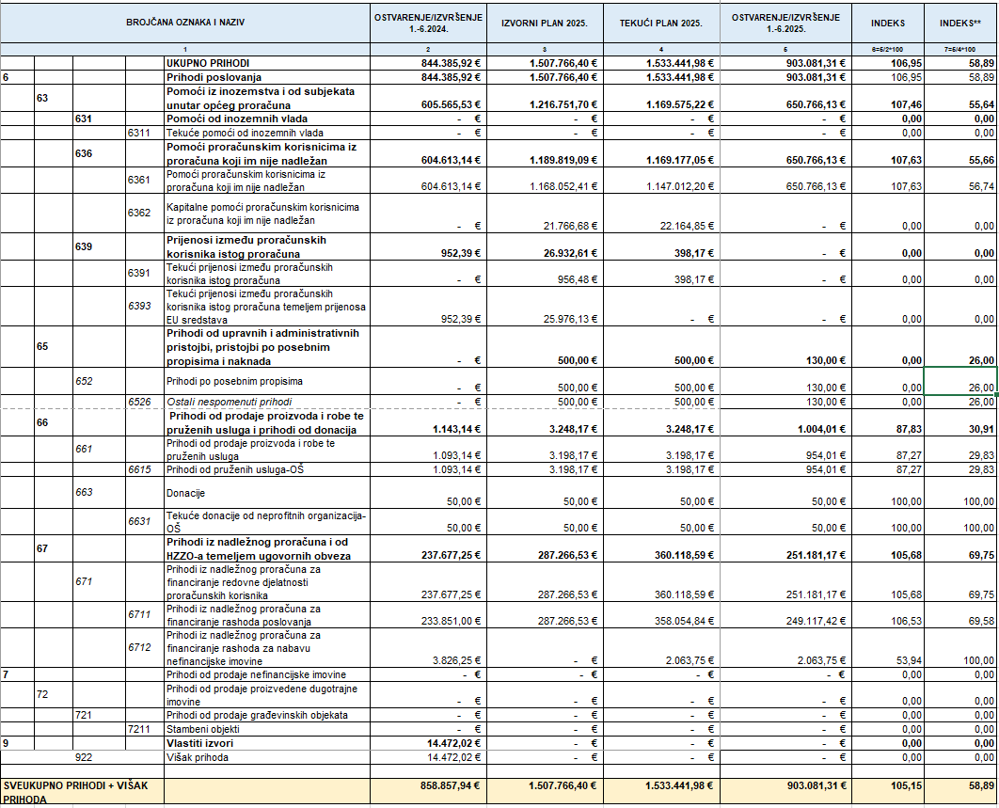 BROJČANA OZNAKA I NAZIV OSTVARENJE/IZVRŠENJE 1.-6.2024. IZVORNI PLAN 2025. TEKUĆI PLAN 2025. OSTVARENJE/IZVRŠENJE 1.-6.2025. INDEKS INDEKS**
1 2 3 4 5 6=5/2*100 7=5/4*100
UKUPNO PRIHODI 844.385,92 € 1.507.766,40 € 1.533.441,98 € 903.081,31 € 106,95 58,89
6 Prihodi poslovanja 844.385,92 € 1.507.766,40 € 1.533.441,98 € 903.081,31 € 106,95 58,89
63 Pomoći iz inozemstva i od subjekata
unutar općeg proračuna 605.565,53 € 1.216.751,70 € 1.169.575,22 € 650.766,13 € 107,46 55,64
631 Pomoći od inozemnih vlada - € - € - € - € 0,00 0,00
6311 Tekuće pomoći od inozemnih vlada - € - € - € - € 0,00 0,00
636 Pomoći proračunskim korisnicima iz
proračuna koji im nije nadležan 604.613,14 € 1.189.819,09 € 1.169.177,05 € 650.766,13 € 107,63 55,66
6361 Pomoći proračunskim korisnicima iz
proračuna koji im nije nadležan 604.613,14 € 1.168.052,41 € 1.147.012,20 € 650.766,13 € 107,63 56,74
6362 Kapitalne pomoći proračunskim korisnicima
iz proračuna koji im nije nadležan - € 21.766,68 € 22.164,85 € - € 0,00 0,00
639 Prijenosi između proračunskih
korisnika istog proračuna 952,39 € 26.932,61 € 398,17 € - € 0,00 0,00
6391 Tekući prijenosi između proračunskih
korisnika istog proračuna - € 956,48 € 398,17 € - € 0,00 0,00
6393 Tekući prijenosi između proračunskih
korisnika istog proračuna temeljem prijenosa
EU sredstava 952,39 € 25.976,13 € - € - € 0,00 0,00
65 Prihodi od upravnih i administrativnih
pristojbi, pristojbi po posebnim
propisima i naknada - € 500,00 € 500,00 € 130,00 € 0,00 26,00
652 Prihodi po posebnim propisima - € 500,00 € 500,00 € 130,00 € 0,00 26,00
6526 Ostali nespomenuti prihodi - € 500,00 € 500,00 € 130,00 € 0,00 26,00
66 Prihodi od prodaje proizvoda i robe te
pruženih usluga i prihodi od donacija 1.143,14 € 3.248,17 € 3.248,17 € 1.004,01 € 87,83 30,91
661 Prihodi od prodaje proizvoda i robe te
pruženih usluga 1.093,14 € 3.198,17 € 3.198,17 € 954,01 € 87,27 29,83
6615 Prihodi od pruženih usluga-OŠ 1.093,14 € 3.198,17 € 3.198,17 € 954,01 € 87,27 29,83
663 Donacije 50,00 € 50,00 € 50,00 € 50,00 € 100,00 100,00
6631 Tekuće donacije od neprofitnih organizacija-
OŠ 50,00 € 50,00 € 50,00 € 50,00 € 100,00 100,00
67 Prihodi iz nadležnog proračuna i od
HZZO-a temeljem ugovornih obveza 237.677,25 € 287.266,53 € 360.118,59 € 251.181,17 € 105,68 69,75
671 Prihodi iz nadležnog proračuna za
financiranje redovne djelatnosti
proračunskih korisnika 237.677,25 € 287.266,53 € 360.118,59 € 251.181,17 € 105,68 69,75
6711 Prihodi iz nadležnog proračuna za
financiranje rashoda poslovanja 233.851,00 € 287.266,53 € 358.054,84 € 249.117,42 € 106,53 69,58
6712 Prihodi iz nadležnog proračuna za
financiranje rashoda za nabavu
nefinancijske imovine 3.826,25 € - € 2.063,75 € 2.063,75 € 53,94 100,00
7 Prihodi od prodaje nefinancijske imovine - € - € - € - € 0,00 0,00
72 Prihodi od prodaje proizvedene dugotrajne
imovine - € - € - € - € 0,00 0,00
721 Prihodi od prodaje građevinskih objekata - € - € - € - € 0,00 0,00
7211 Stambeni objekti - € - € - € - € 0,00 0,00
9 Vlastiti izvori 14.472,02 € - € - € - € 0,00 0,00
922 Višak prihoda 14.472,02 € - € - € - € 0,00 0,00
SVEUKUPNO PRIHODI + VIŠAK
PRIHODA 858.857,94 € 1.507.766,40 € 1.533.441,98 € 903.081,31 € 105,15 58,89